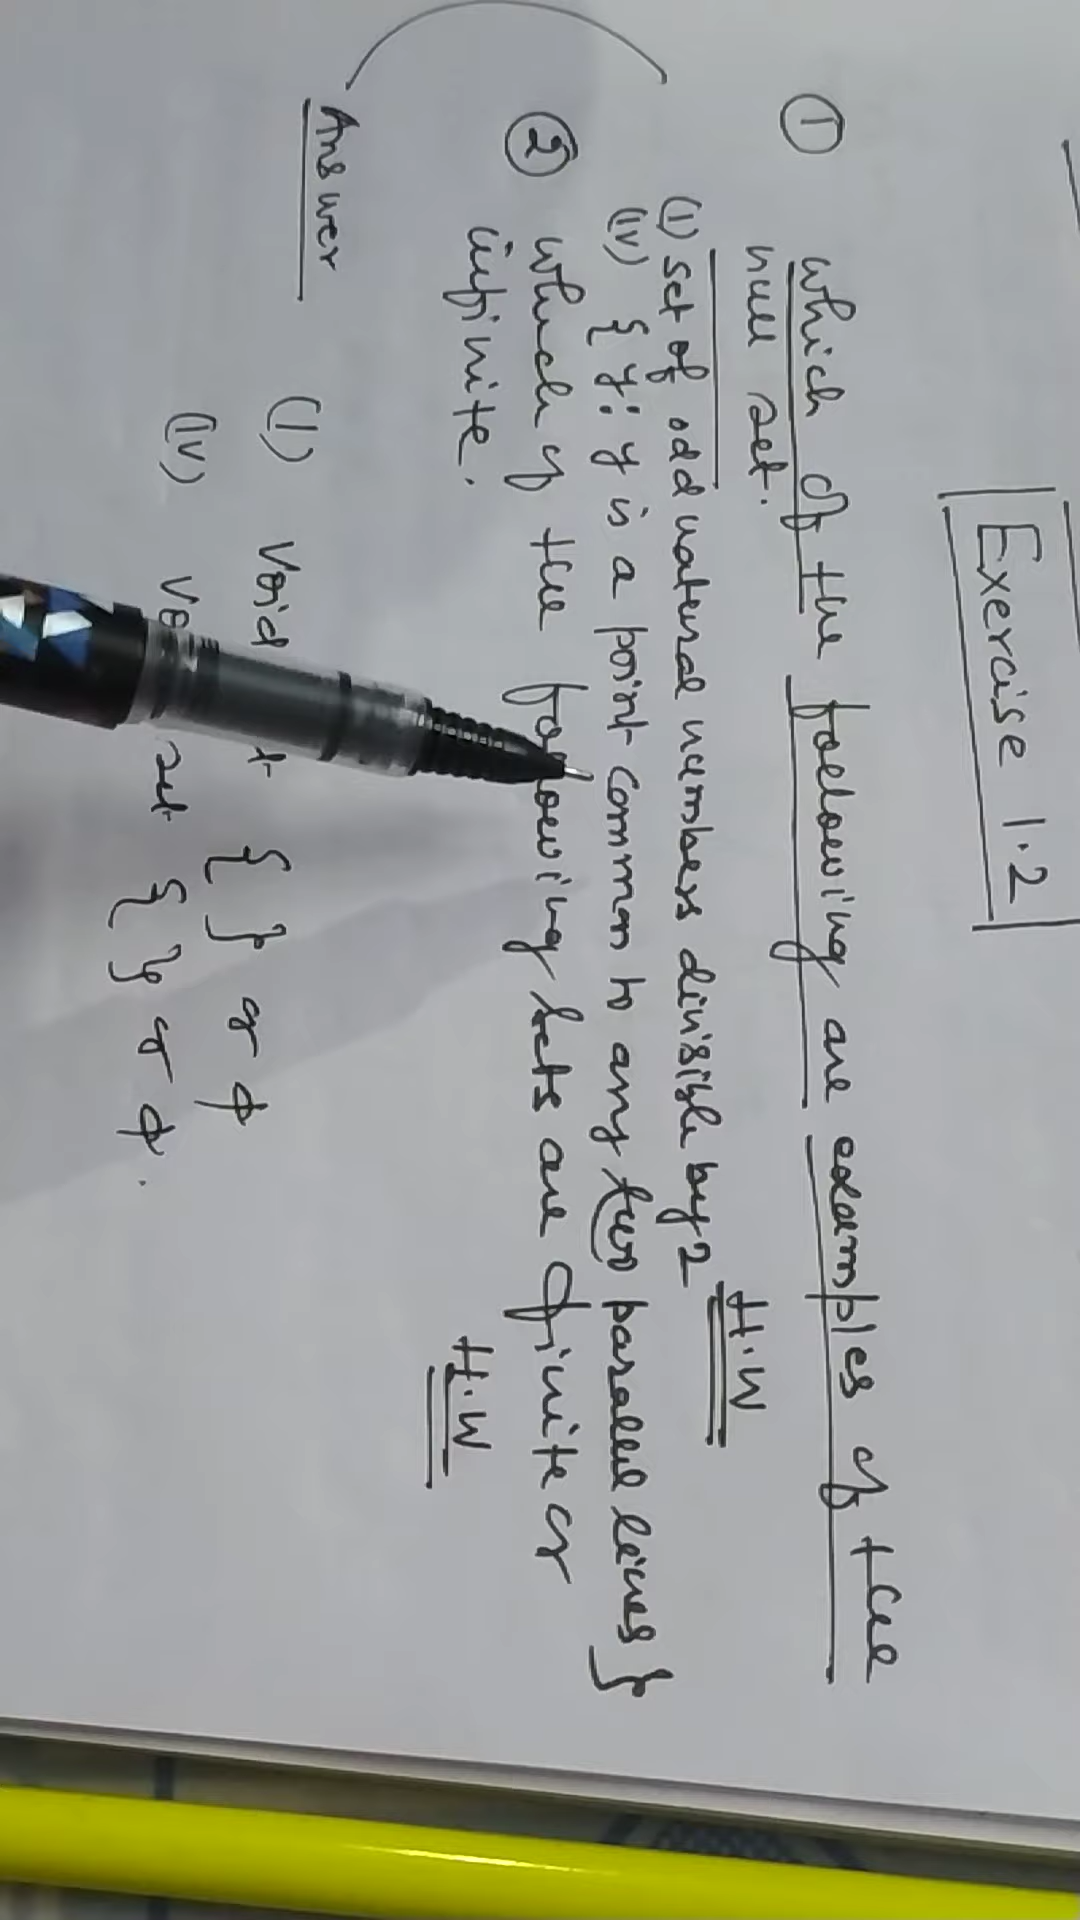 Exercise 1.2
① Which of the following are examples of the
null set.
H.W
(i) Set of odd natural numbers divisible by 2
(iv) { y : y is a point common to any two parallel lines }
② Which of the following sets are finite or
infinite.
H.W
Answer
(i) Void { } or ϕ
(iv) set { } or ϕ.